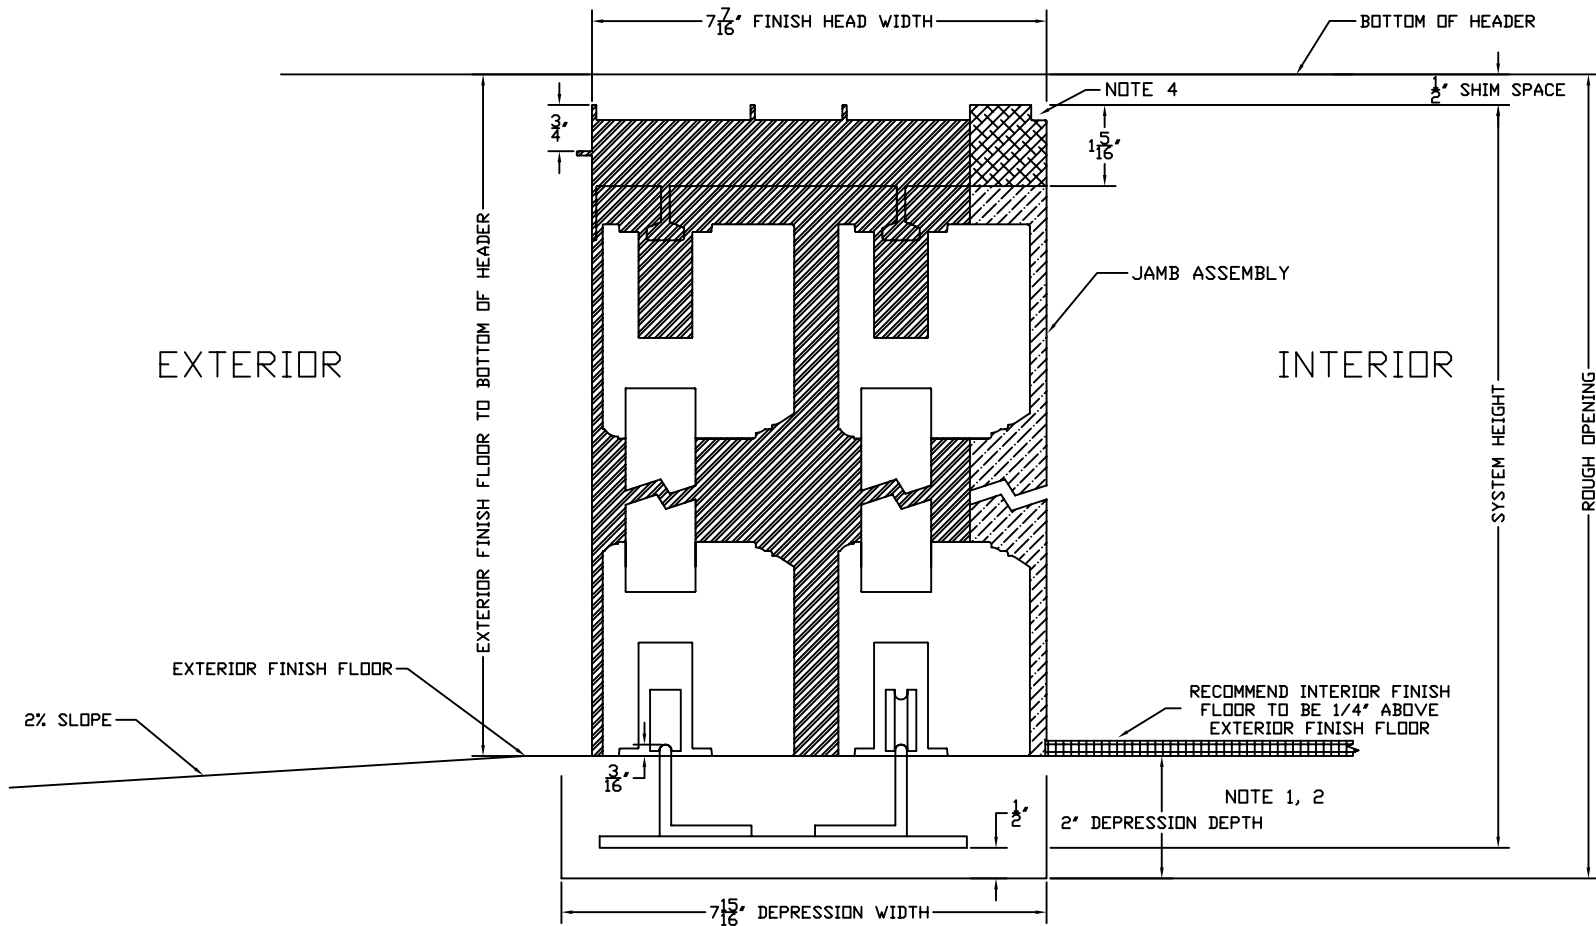 7 7/16" FINISH HEAD WIDTH
BOTTOM OF HEADER
1/2" SHIM SPACE
NOTE 4
3/4"
1 5/16"
EXTERIOR FINISH FLOOR TO BOTTOM OF HEADER
JAMB ASSEMBLY
EXTERIOR
INTERIOR
SYSTEM HEIGHT
ROUGH OPENING
EXTERIOR FINISH FLOOR
2% SLOPE
RECOMMEND INTERIOR FINISH
FLOOR TO BE 1/4" ABOVE
EXTERIOR FINISH FLOOR
3/16"
NOTE 1, 2
1/2"
2" DEPRESSION DEPTH
7 15/16" DEPRESSION WIDTH